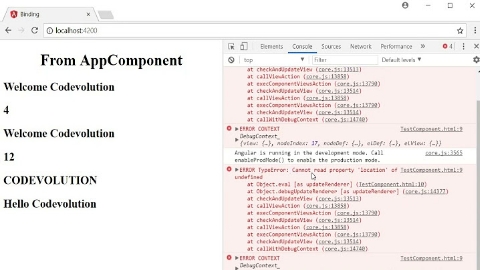 Binding
localhost:4200
From AppComponent
Welcome Codevolution
4
Welcome Codevolution
12
CODEVOLUTION
Hello Codevolution
Elements Console Sources Network Performance » 4
top Filter Default levels
at checkAndUpdateView (core.js:13511)
at callViewAction (core.js:13858)
at execComponentViewsAction (core.js:13790)
at checkAndUpdateView (core.js:13514)
at callViewAction (core.js:13858)
at execComponentViewsAction (core.js:13790)
at checkAndUpdateView (core.js:13514)
at callWithDebugContext (core.js:14740)
ERROR CONTEXT TestComponent.html:9
DebugContext_
{view: {…}, nodeIndex: 17, nodeDef: {…}, elDef: {…}, elView: {…}}
Angular is running in the development mode. Call core.js:3565
enableProdMode() to enable the production mode.
ERROR TypeError: Cannot read property 'location' of TestComponent.html:9
undefined
at Object.eval [as updateRenderer] (TestComponent.html:10)
at Object.debugUpdateRenderer [as updateRenderer] (core.js:14377)
at checkAndUpdateView (core.js:13513)
at callViewAction (core.js:13858)
at execComponentViewsAction (core.js:13790)
at checkAndUpdateView (core.js:13514)
at callViewAction (core.js:13858)
at execComponentViewsAction (core.js:13790)
at checkAndUpdateView (core.js:13514)
at callWithDebugContext (core.js:14740)
ERROR CONTEXT TestComponent.html:9
DebugContext_